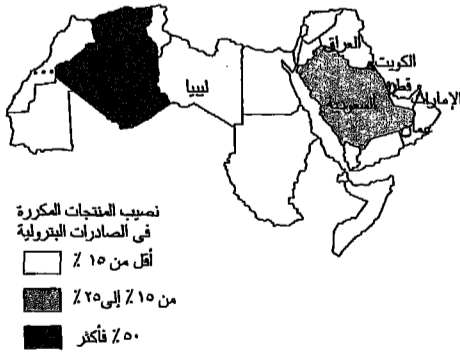 العراق
الكويت
قطر
الإمارات
السعودية
عمان
ليبيا
نصيب المنتجات المكررة
فى الصادرات البترولية
أقل من ١٥ ٪
من ١٥ ٪ إلى ٢٥ ٪
٥٠ ٪ فأكثر